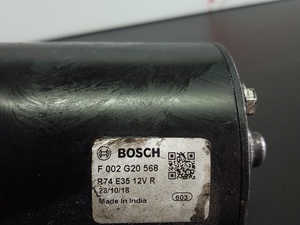 BOSCH
F 002 G20 568
R74 E35 12V R
28/10/18
Made in India
603